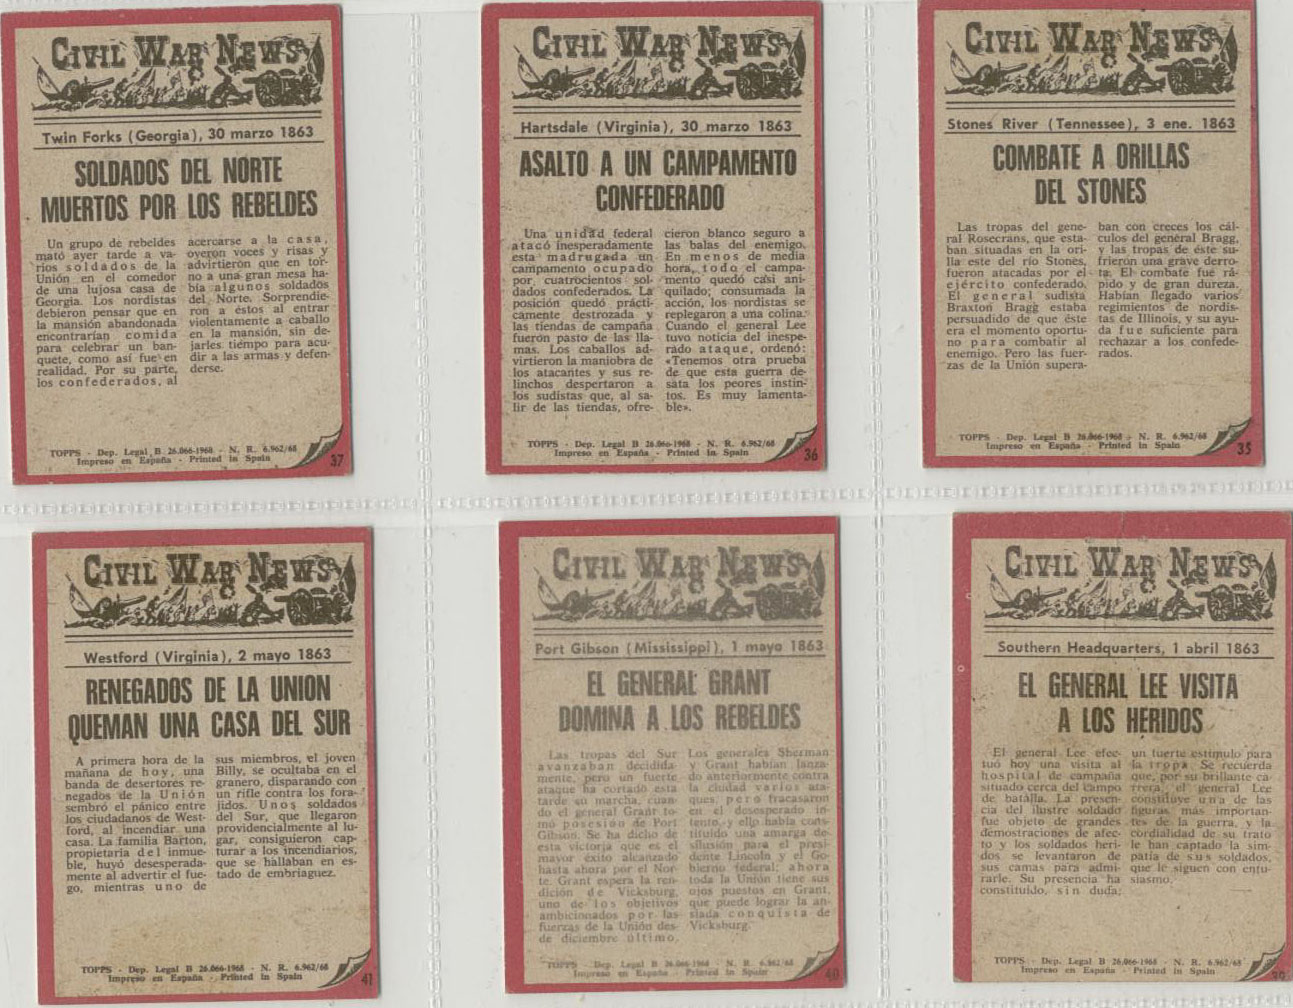 CIVIL WAR NEWS
Twin Forks (Georgia), 30 marzo 1863
SOLDADOS DEL NORTE
MUERTOS POR LOS REBELDES
Un grupo de rebeldes
mató ayer tarde a va-
rios soldados de la
Unión en el comedor
de una lujosa casa de
Georgia. Los nordistas
debieron pensar que en
la mansión abandonada
encontrarían comida
para celebrar un ban-
quete, como así fue en
realidad. Por su parte,
los confederados, al
acercarse a la casa,
oyeron voces y risas y
advirtieron que en tor-
no a una gran mesa ha-
bía algunos soldados
del Norte. Sorprendie-
ron a éstos al entrar
violentamente a caballo
en la mansión, sin de-
jarles tiempo para acu-
dir a las armas y defen-
derse.
TOPPS - Dep. Legal B 26.066-1968 - N. R. 6.962/68
Impreso en España - Printed in Spain
37
CIVIL WAR NEWS
Hartsdale (Virginia), 30 marzo 1863
ASALTO A UN CAMPAMENTO
CONFEDERADO
Una unidad federal
atacó inesperadamente
esta madrugada un
campamento ocupado
por cuatrocientos sol-
dados confederados. La
posición quedó prácti-
camente destrozada y
las tiendas de campaña
fueron pasto de las lla-
mas. Los caballos ad-
virtieron la maniobra de
los atacantes y sus re-
linchos despertaron a
los sudistas que, al sa-
lir de las tiendas, ofre-
cieron blanco seguro a
las balas del enemigo.
En menos de media
hora, todo el campa-
mento quedó casi ani-
quilado; consumada la
acción, los nordistas se
replegaron a una colina.
Cuando el general Lee
tuvo noticia del inespe-
rado ataque, ordenó:
«Tenemos otra prueba
de que esta guerra de-
sata los peores instin-
tos. Es muy lamenta-
ble».
TOPPS - Dep. Legal B 26.066-1968 - N. R. 6.962/68
Impreso en España - Printed in Spain
36
CIVIL WAR NEWS
Stones River (Tennessee), 3 ene. 1863
COMBATE A ORILLAS
DEL STONES
Las tropas del gene-
ral Rosecrans, que esta-
ban situadas en la ori-
lla este del río Stones,
fueron atacadas por el
ejército confederado.
El general sudista
Braxton Bragg estaba
persuadido de que éste
era el momento oportu-
no para combatir al
enemigo. Pero las fuer-
zas de la Unión supera-
ban con creces los cál-
culos del general Bragg,
y las tropas de éste su-
frieron una grave derro-
ta. El combate fue rá-
pido y de gran dureza.
Habían llegado varios
regimientos de nordis-
tas de Illinois, y su ayu-
da fue suficiente para
rechazar a los confede-
rados.
TOPPS - Dep. Legal B 26.066-1968 - N. R. 6.962/68
Impreso en España - Printed in Spain
35
CIVIL WAR NEWS
Westford (Virginia), 2 mayo 1863
RENEGADOS DE LA UNION
QUEMAN UNA CASA DEL SUR
A primera hora de la
mañana de hoy, una
banda de desertores re-
negados de la Unión
sembró el pánico entre
los ciudadanos de West-
ford, al incendiar una
casa. La familia Barton,
propietaria del inmue-
ble, huyó desesperada-
mente al advertir el fue-
go, mientras uno de
sus miembros, el joven
Billy, se ocultaba en el
granero, disparando con
un rifle contra los fora-
jidos. Unos soldados
del Sur, que llegaron
providencialmente al lu-
gar, consiguieron cap-
turar a los incendiarios,
que se hallaban en es-
tado de embriaguez.
TOPPS - Dep. Legal B 26.066-1968 - N. R. 6.962/68
Impreso en España - Printed in Spain
41
CIVIL WAR NEWS
Port Gibson (Mississippi), 1 mayo 1863
EL GENERAL GRANT
DOMINA A LOS REBELDES
Las tropas del Sur
avanzaban decidida-
mente, pero un fuerte
ataque ha cortado esta
tarde su marcha, cuan-
do el general Grant to-
mó posesión de Port
Gibson. Se ha dicho de
esta victoria que es el
mayor éxito alcanzado
hasta ahora por el Nor-
te Grant espera la ren-
dición de Vicksburg,
uno de los objetivos
ambicionados por las
fuerzas de la Unión des-
de diciembre último.
Los generales Sherman
y Grant habían lanza-
do anteriormente contra
la ciudad varios ata-
ques, pero fracasaron
en el desesperado in-
tento, y ello había cons-
tituido una amarga de-
silusión para el presi-
dente Lincoln y el Go-
bierno federal; ahora
toda la Unión tiene sus
ojos puestos en Grant,
que puede lograr la an-
siada conquista de
Vicksburg.
TOPPS - Dep. Legal B 26.066-1968 - N. R. 6.962/68
Impreso en España - Printed in Spain
40
CIVIL WAR NEWS
Southern Headquarters, 1 abril 1863
EL GENERAL LEE VISITA
A LOS HERIDOS
El general Lee efec-
tuó hoy una visita al
hospital de campaña
situado cerca del campo
de batalla. La presen-
cia del ilustre soldado
fue objeto de grandes
demostraciones de afec-
to y los soldados heri-
dos se levantaron de
sus camas para admi-
rarle. Su presencia ha
constituído, sin duda,
un fuerte estímulo para
la tropa. Se recuerda
que, por su brillante ca-
rrera, el general Lee
constituye una de las
figuras más importan-
tes de la guerra, y la
cordialidad de su trato
le han captado la sim-
patía de sus soldados,
que le siguen con entu-
siasmo.
TOPPS - Dep. Legal B 26.066-1968 - N. R. 6.962/68
Impreso en España - Printed in Spain
39